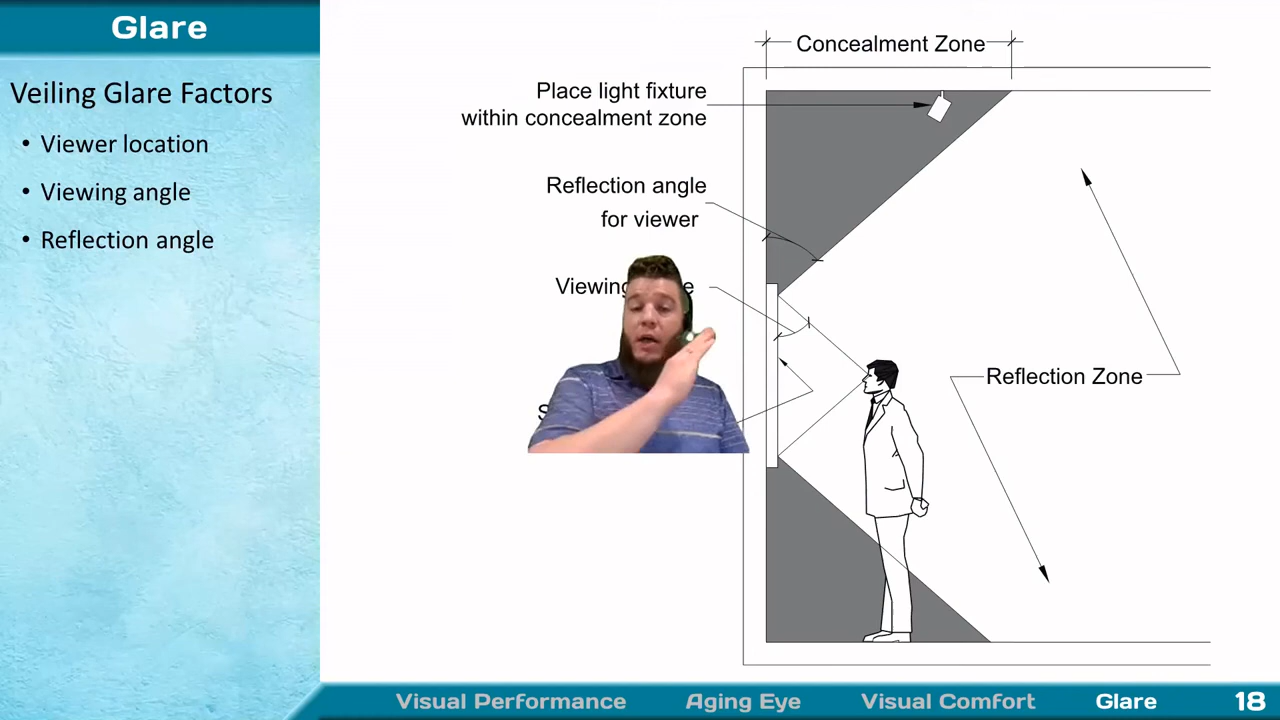 Glare
Veiling Glare Factors
• Viewer location
• Viewing angle
• Reflection angle
Concealment Zone
Place light fixture
within concealment zone
Reflection angle
for viewer
Viewing
Reflection Zone
Visual Performance
Aging Eye
Visual Comfort
Glare
18